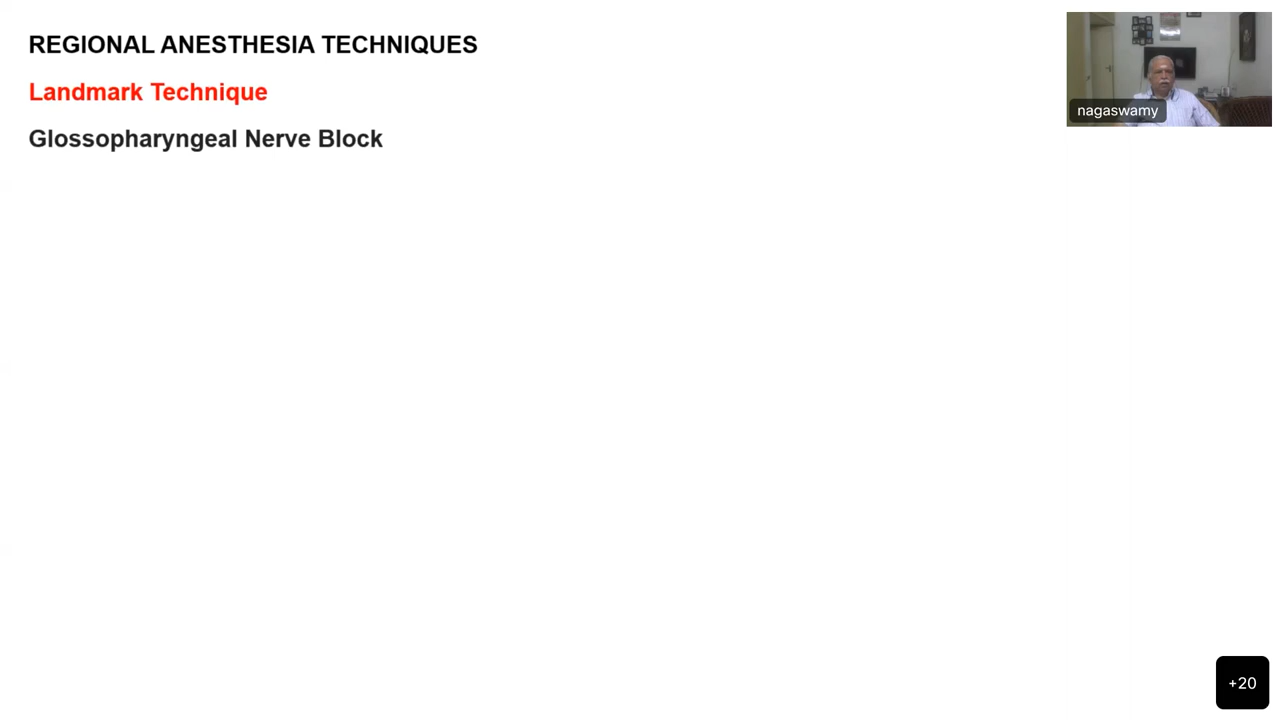 REGIONAL ANESTHESIA TECHNIQUES
Landmark Technique
Glossopharyngeal Nerve Block
nagaswamy
+20